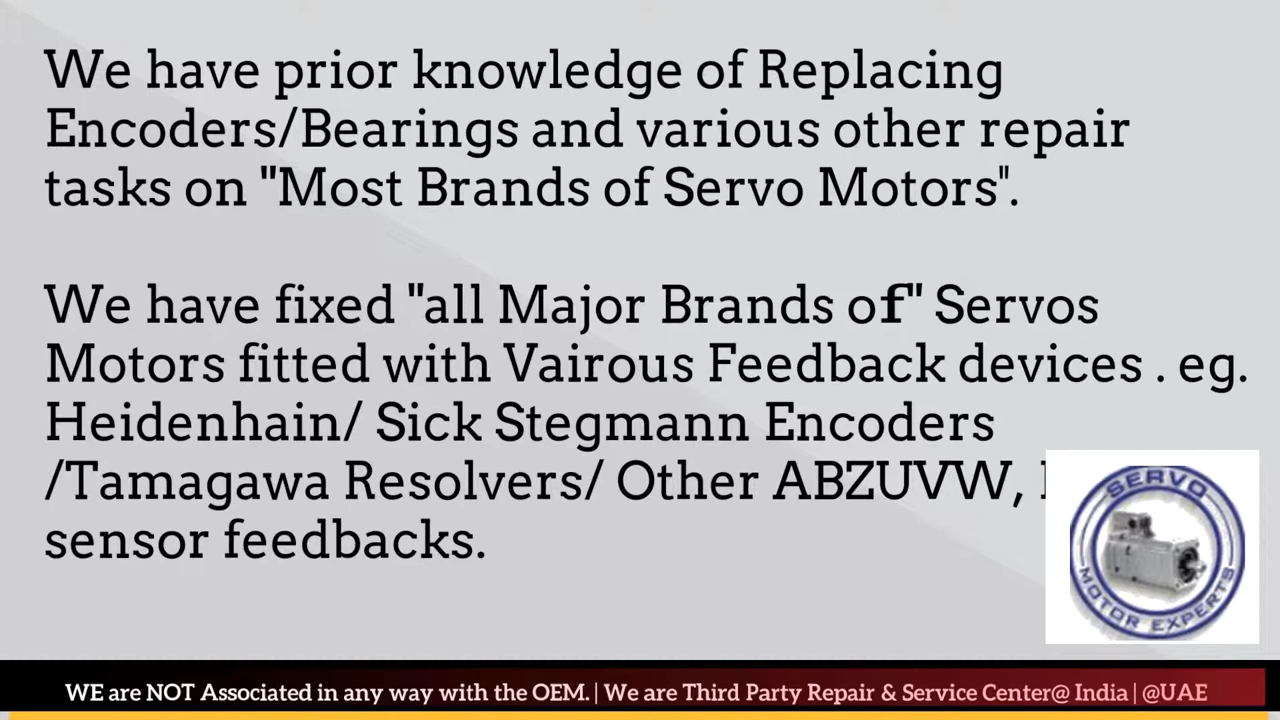 We have prior knowledge of Replacing
Encoders/Bearings and various other repair
tasks on "Most Brands of Servo Motors".
We have fixed "all Major Brands of" Servos
Motors fitted with Vairous Feedback devices . eg.
Heidenhain/ Sick Stegmann Encoders
/Tamagawa Resolvers/ Other ABZUVW,
sensor feedbacks.
SERVO
MOTOR EXPERTS
WE are NOT Associated in any way with the OEM. | We are Third Party Repair & Service Center@ India | @UAE